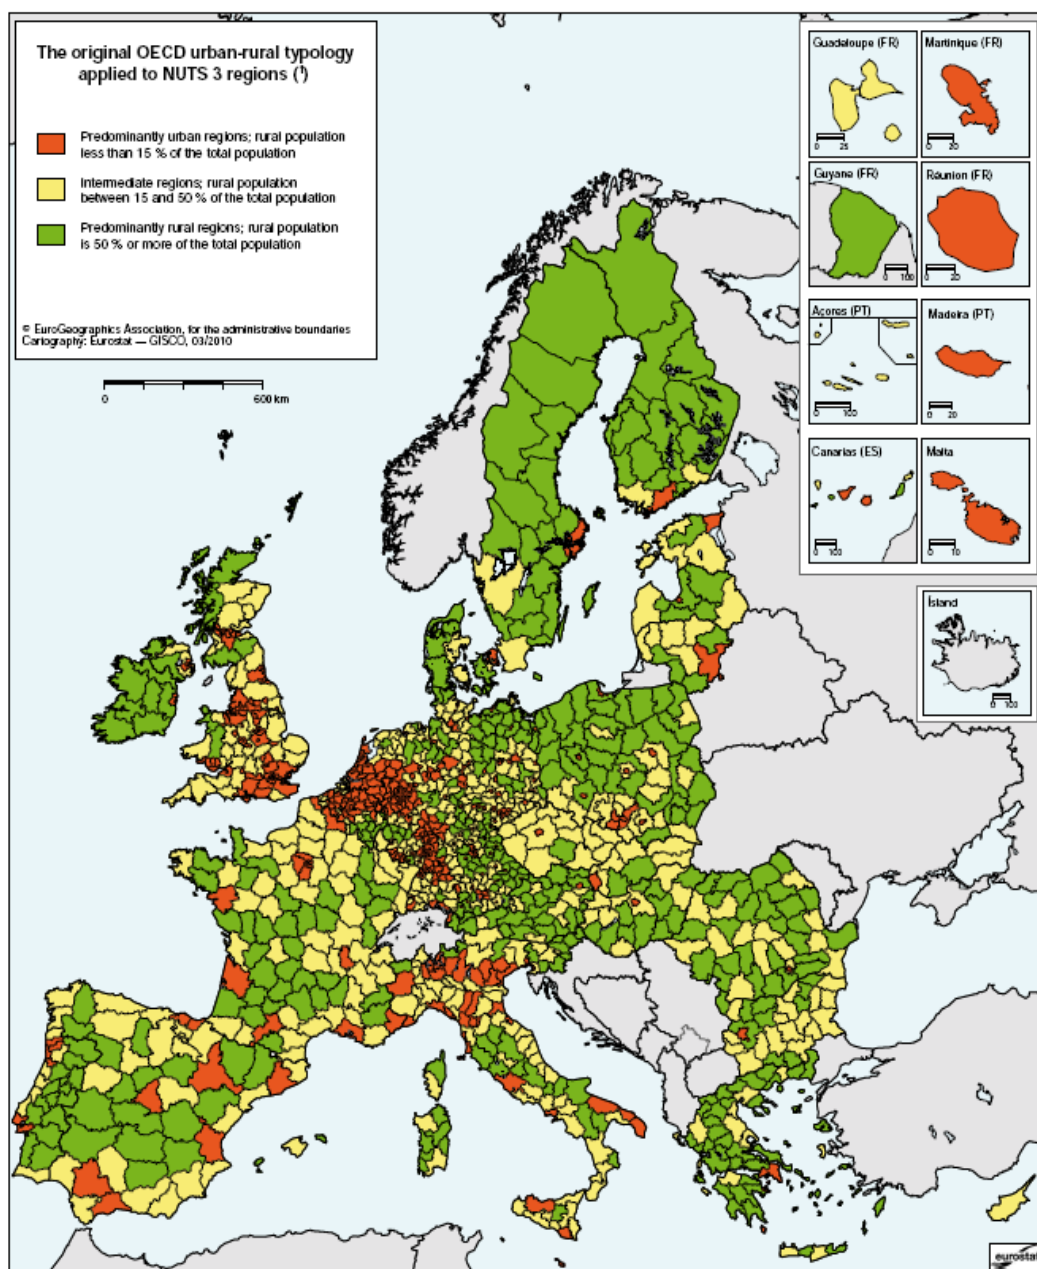 The original OECD urban-rural typology
applied to NUTS 3 regions (¹)
Predominantly urban regions; rural population
less than 15 % of the total population
Intermediate regions; rural population
between 15 and 50 % of the total population
Predominantly rural regions; rural population
is 50 % or more of the total population
© EuroGeographics Association, for the administrative boundaries
Cartography: Eurostat — GISCO, 03/2010
0 600 km
Guadeloupe (FR)
0 25
Martinique (FR)
0 20
Guyane (FR)
0 100
Réunion (FR)
0 20
Açores (PT)
0 100
Madeira (PT)
0 20
Canarias (ES)
0 100
Malta
0 10
Ísland
0 100
eurostat